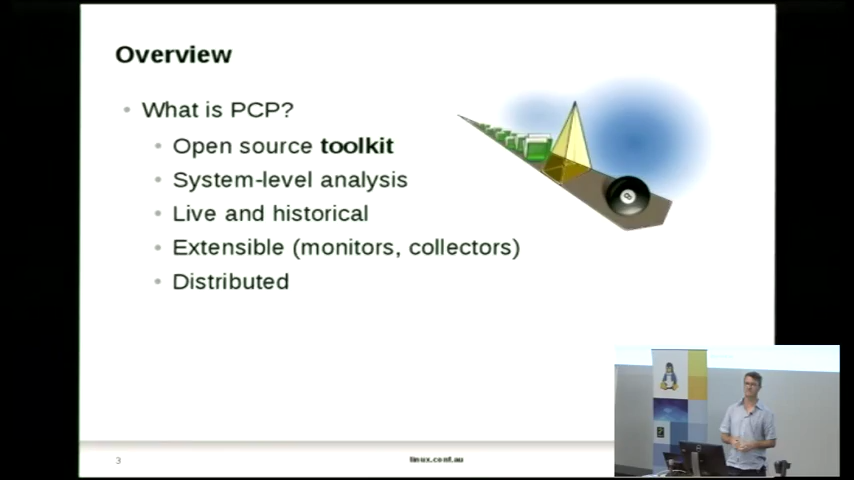 Overview
What is PCP?
Open source toolkit
System-level analysis
Live and historical
Extensible (monitors, collectors)
Distributed
8
3
linux.conf.au